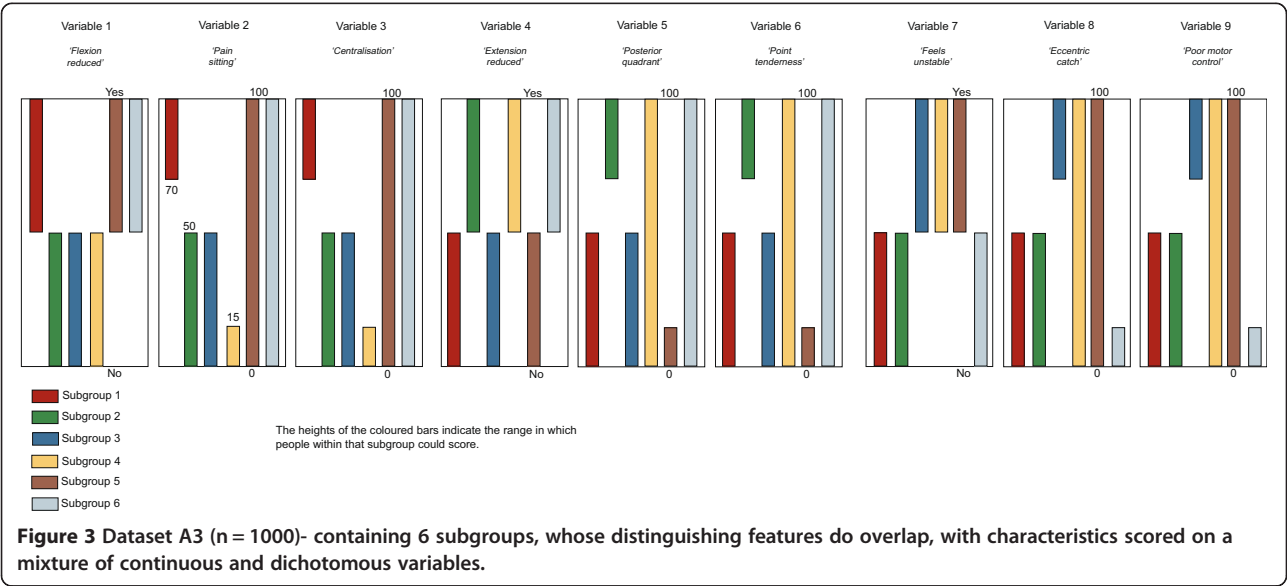 Variable 1
Variable 2
Variable 3
Variable 4
Variable 5
Variable 6
Variable 7
Variable 8
Variable 9
'Flexion
reduced'
'Pain
sitting'
'Centralisation'
'Extension
reduced'
'Posterior
quadrant'
'Point
tenderness'
'Feels
unstable'
'Eccentric
catch'
'Poor motor
control'
Yes
100
100
Yes
100
100
Yes
100
100
70
50
15
No
0
0
No
0
0
No
0
0
Subgroup 1
Subgroup 2
Subgroup 3
Subgroup 4
Subgroup 5
Subgroup 6
The heights of the coloured bars indicate the range in which
people within that subgroup could score.
Figure 3 Dataset A3 (n = 1000)- containing 6 subgroups, whose distinguishing features do overlap, with characteristics scored on a
mixture of continuous and dichotomous variables.